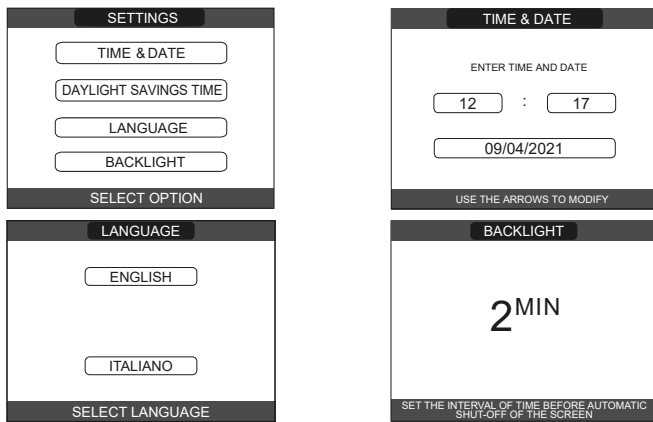 SETTINGS
TIME & DATE
DAYLIGHT SAVINGS TIME
LANGUAGE
BACKLIGHT
SELECT OPTION
TIME & DATE
ENTER TIME AND DATE
12 : 17
09/04/2021
USE THE ARROWS TO MODIFY
LANGUAGE
ENGLISH
ITALIANO
SELECT LANGUAGE
BACKLIGHT
2 MIN
SET THE INTERVAL OF TIME BEFORE AUTOMATIC
SHUT-OFF OF THE SCREEN